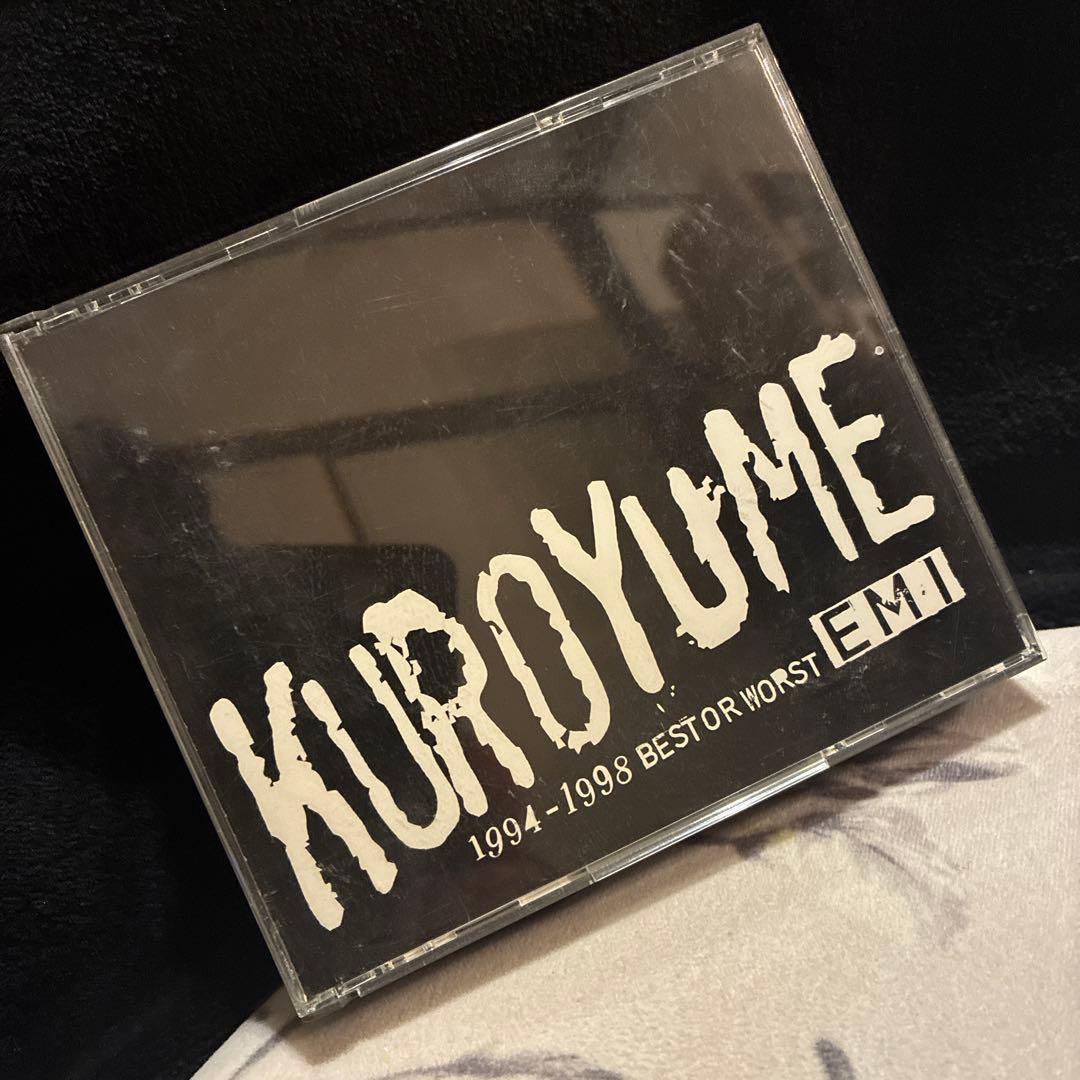 KUROYUME
1994-1998 BEST OR WORST EMI